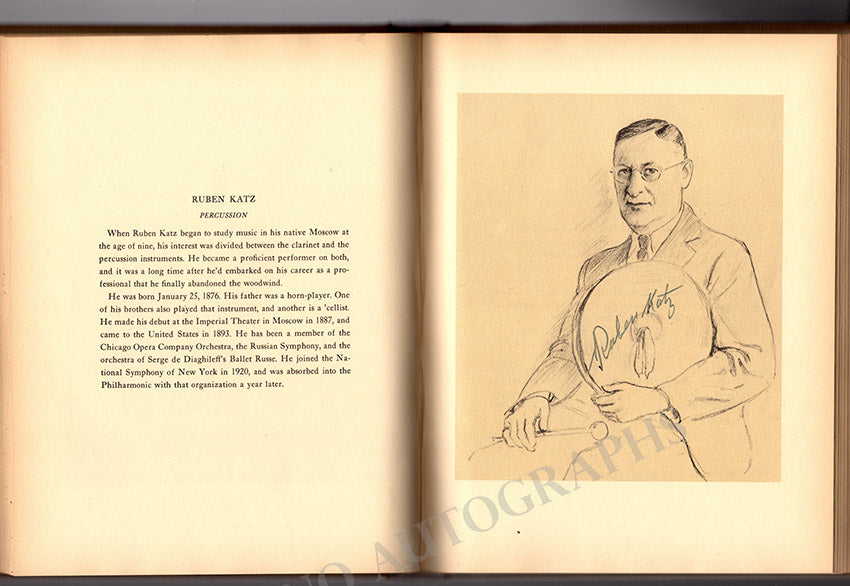 RUBEN KATZ
PERCUSSION
When Ruben Katz began to study music in his native Moscow at
the age of nine, his interest was divided between the clarinet and the
percussion instruments. He became a proficient performer on both,
and it was a long time after he'd embarked on his career as a pro-
fessional that he finally abandoned the woodwind.
He was born January 25, 1876. His father was a horn-player. One
of his brothers also played that instrument, and another is a 'cellist.
He made his debut at the Imperial Theater in Moscow in 1887, and
came to the United States in 1893. He has been a member of the
Chicago Opera Company Orchestra, the Russian Symphony, and the
orchestra of Serge de Diaghileff's Ballet Russe. He joined the Na-
tional Symphony of New York in 1920, and was absorbed into the
Philharmonic with that organization a year later.
Ruben Katz
AUTOGRAPHS